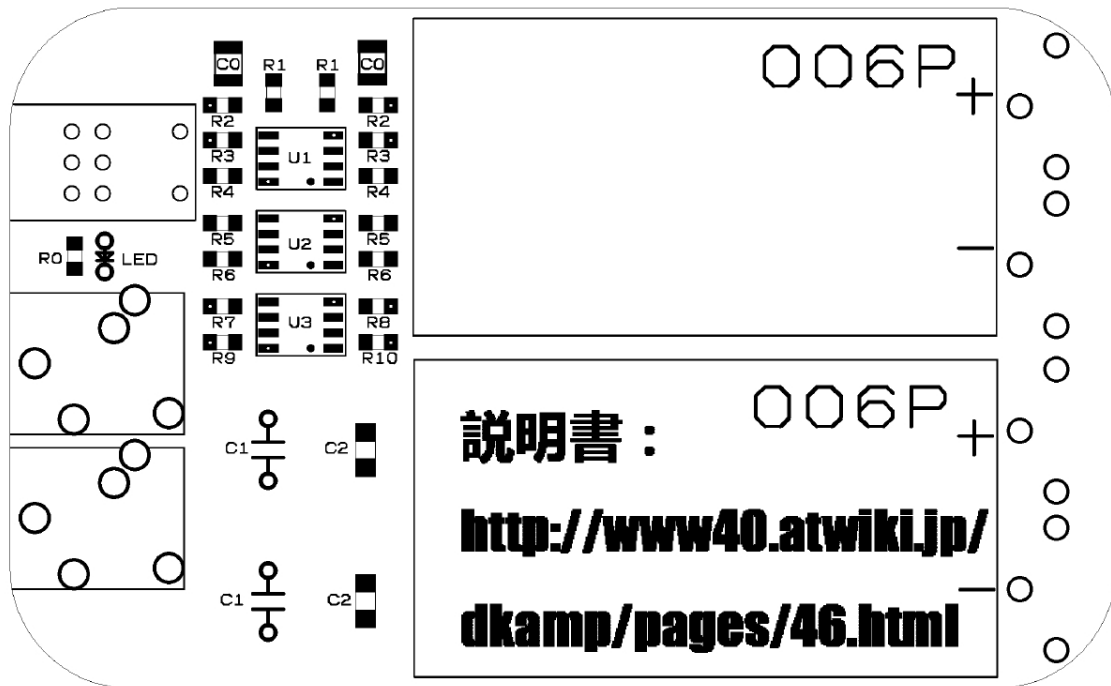 CO R1 R1 CO
006P
+
R2 R2
R3 U1 R3
R4 R4
R5 U2 R5
R6 R6
−
R0 LED
R7 U3 R8
R9 R10
006P
+
説明書：
C1 C2
http://www40.atwiki.jp/
−
C1 C2
dkamp/pages/46.html